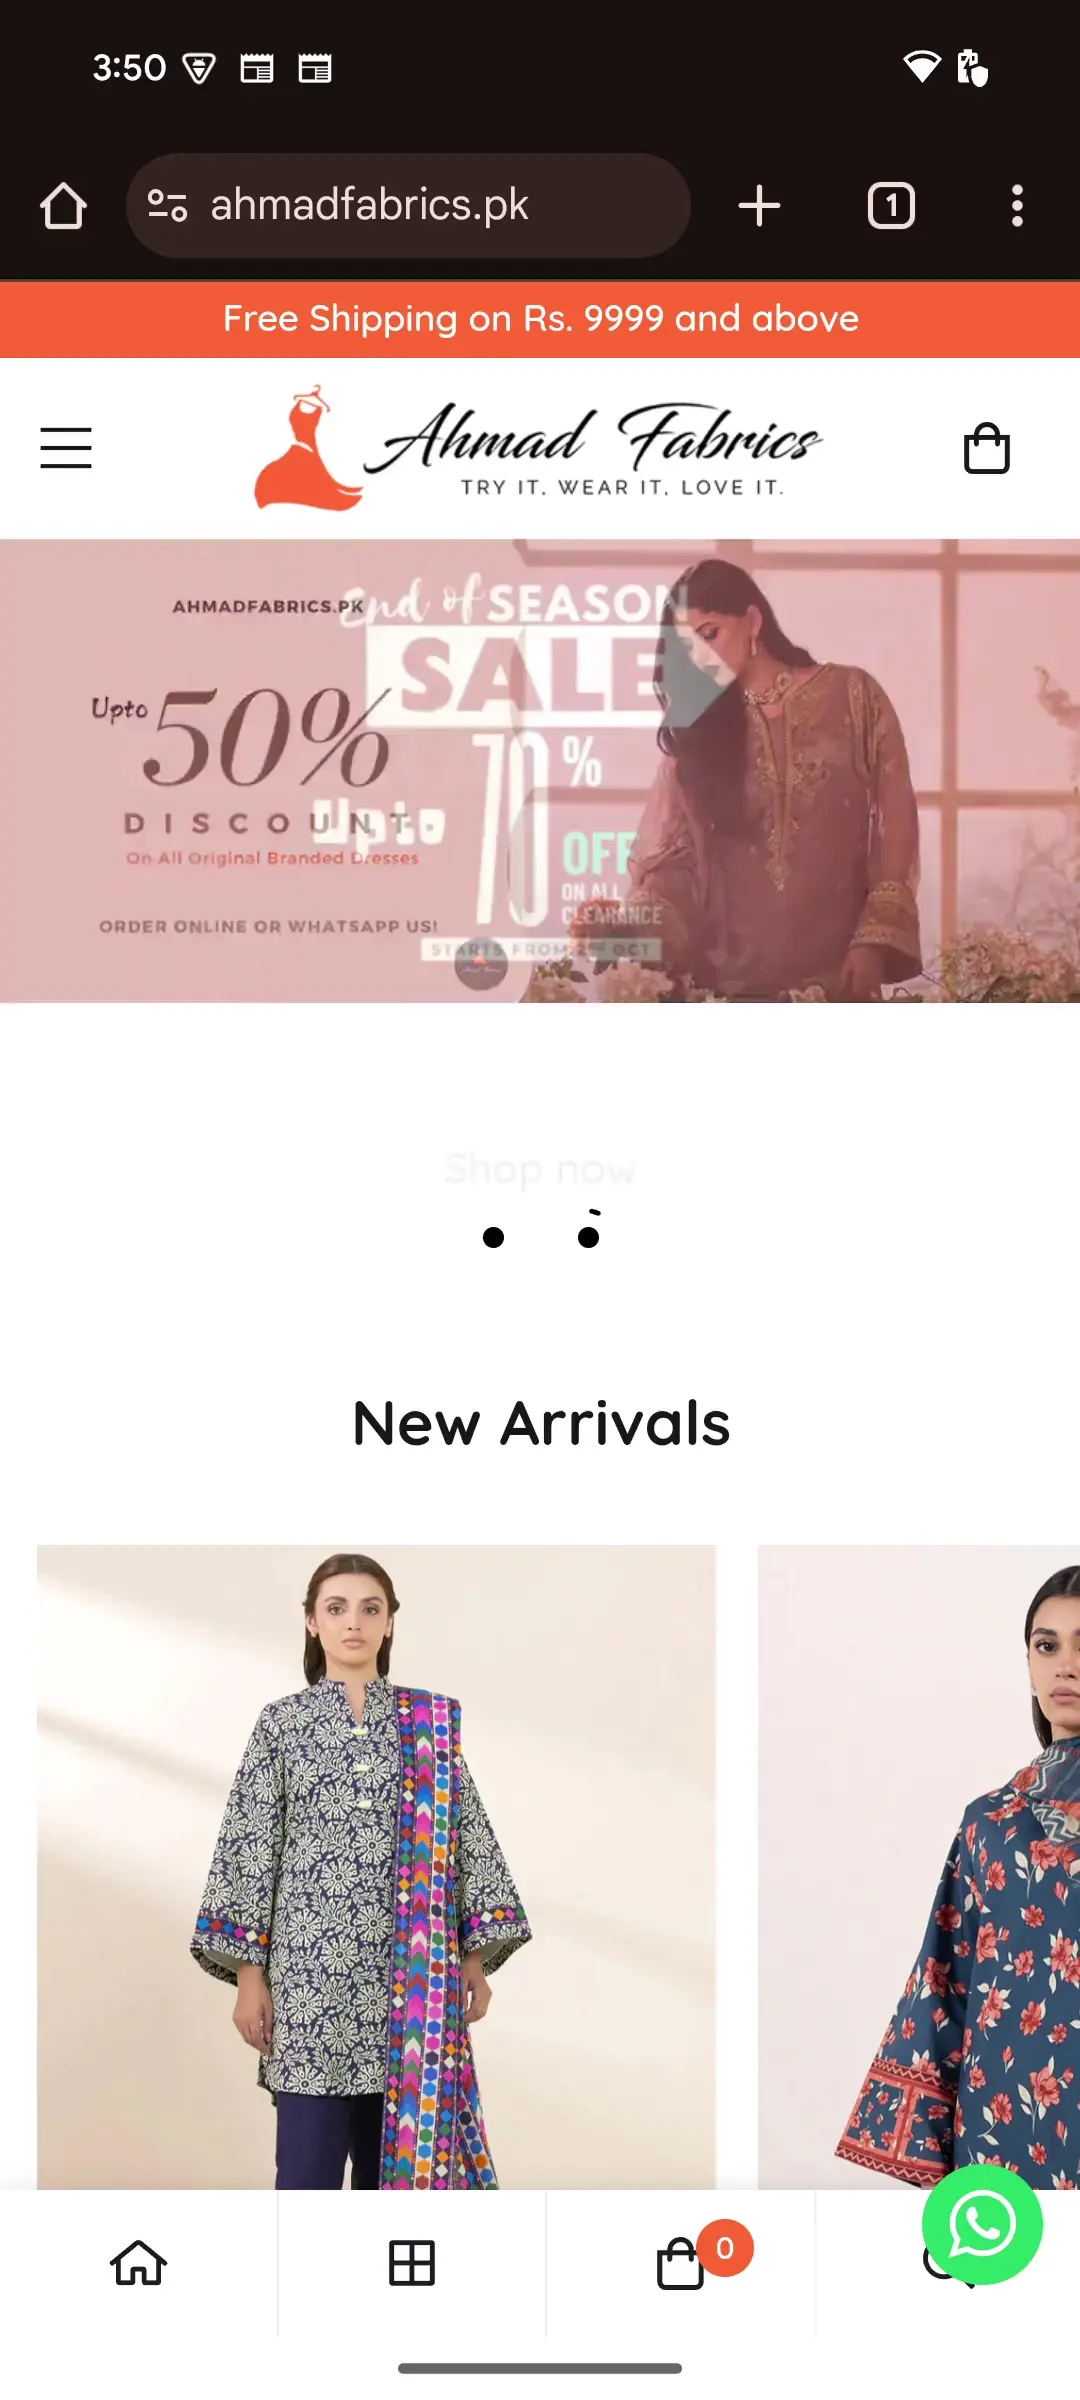 3:50
ahmadfabrics.pk
1
Free Shipping on Rs. 9999 and above
Ahmad Fabrics
TRY IT. WEAR IT. LOVE IT.
AHMADFABRICS.PK
End of SEASON
SALE
Upto
50%
DISCOUNT
On All Original Branded Dresses
ORDER ONLINE OR WHATSAPP US!
Upto
70%
OFF
ON ALL
CLEARANCE
STARTS FROM 2ND OCT
Shop now
New Arrivals
0